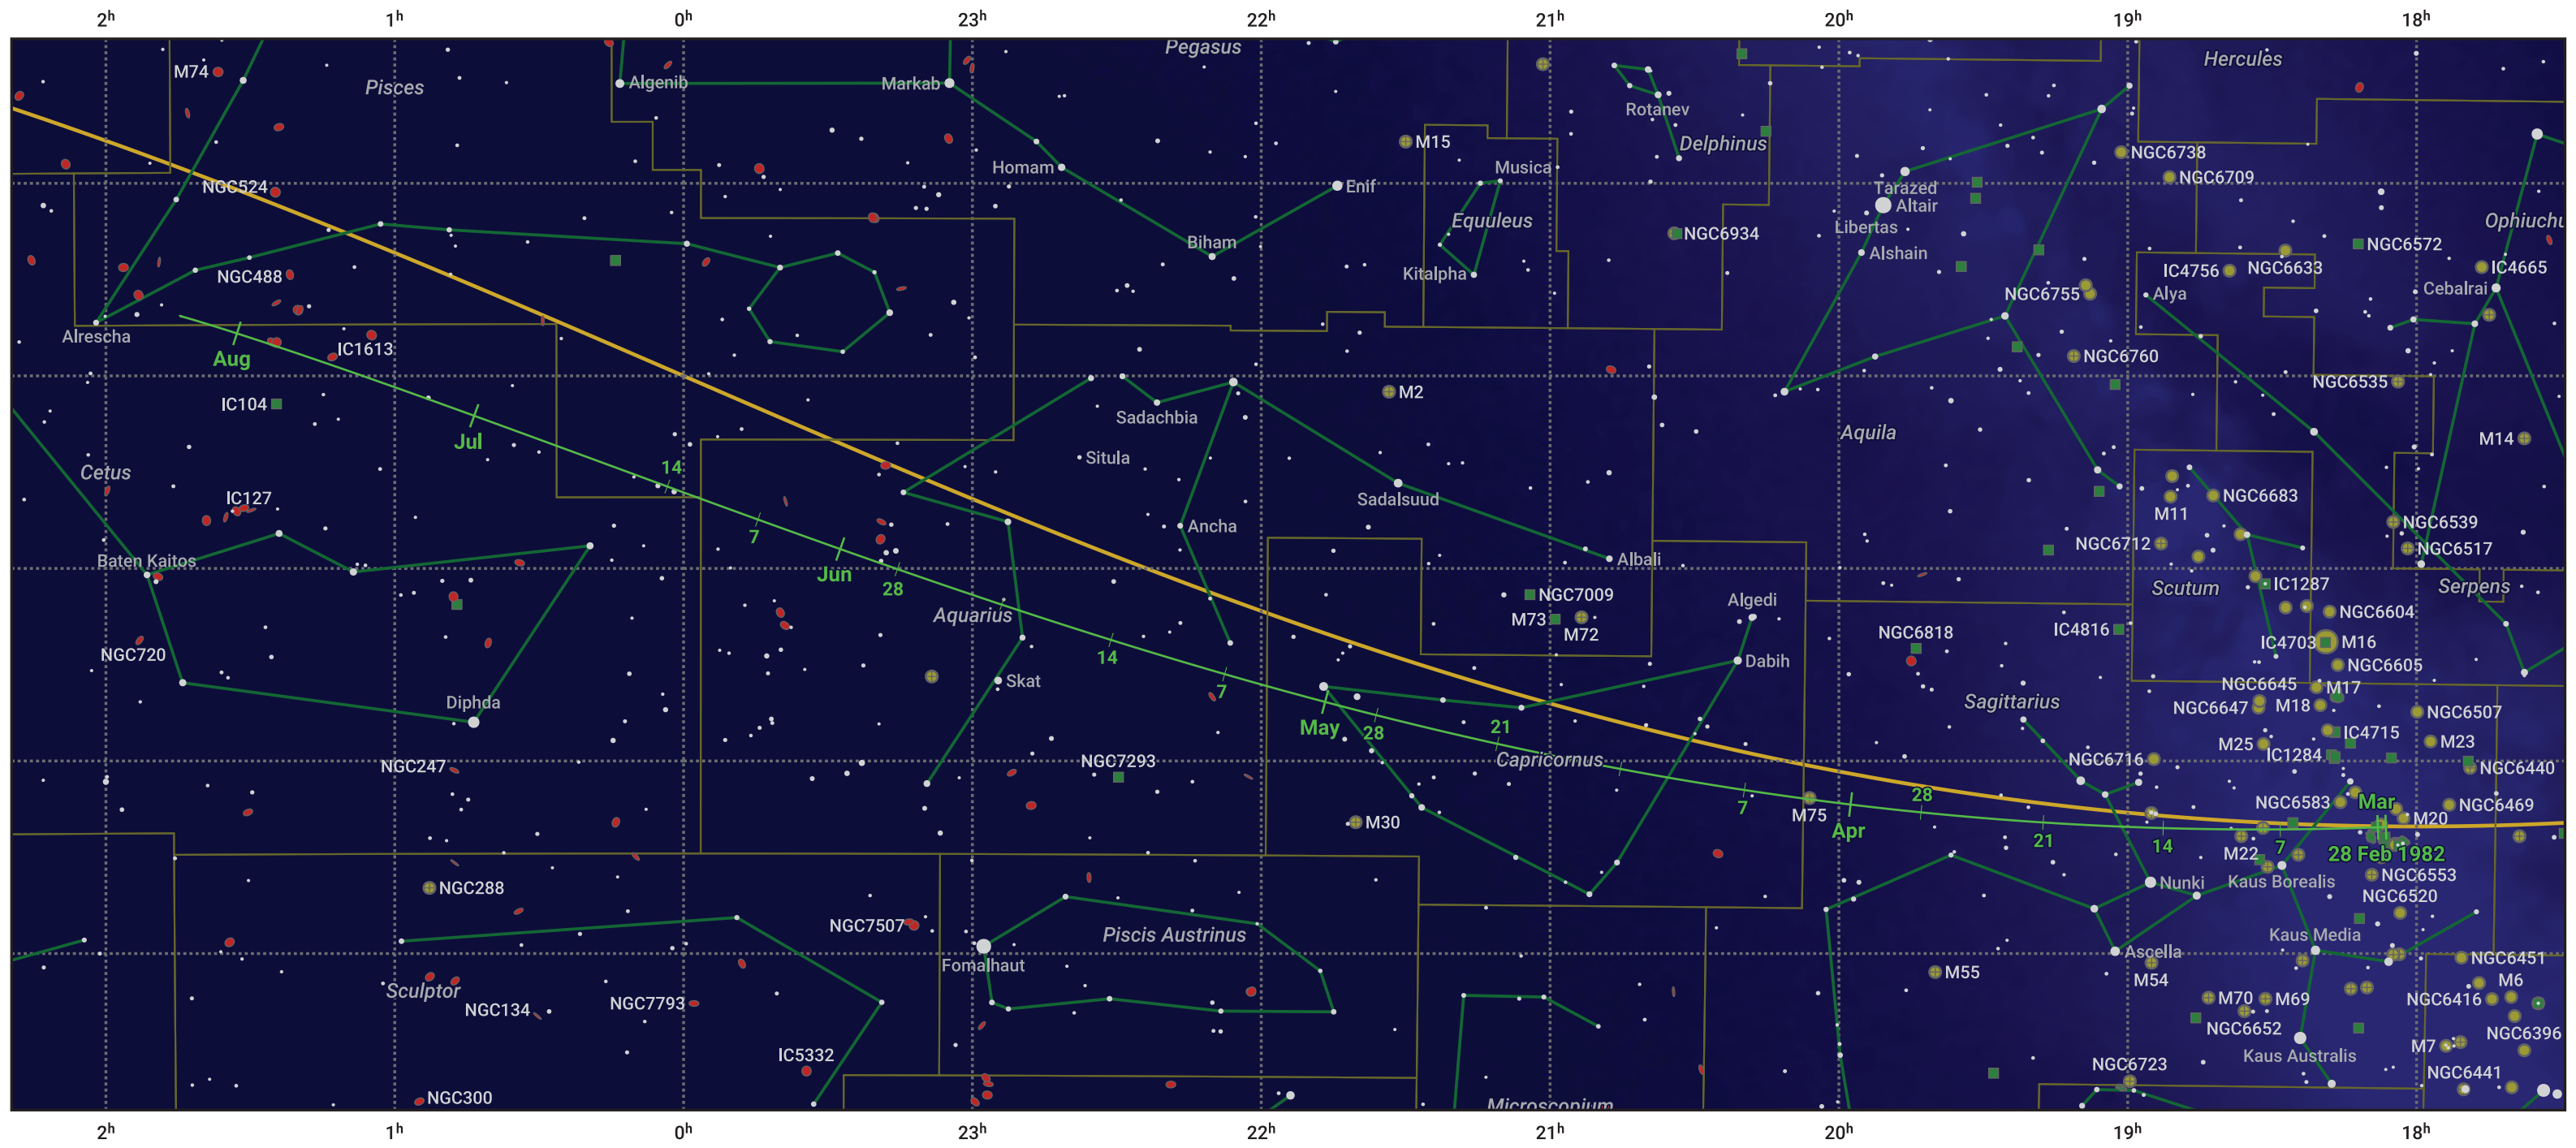 2h 1h 0h 23h 22h 21h 20h 19h 18h
Pegasus
Hercules
M74
Pisces
Algenib
Markab
Rotanev
M15
Delphinus
NGC6738
Homam
Musica
NGC524
Enif
Tarazed
NGC6709
Altair
Equuleus
Libertas
Ophiuchu
NGC6934
Biham
Alshain
NGC6572
NGC488
Kitalpha
IC4756
NGC6633
IC4665
Cebalrai
NGC6755
Alya
Alrescha
Aug
IC1613
NGC6760
NGC6535
IC104
M2
Sadachbia
Jul
Aquila
M14
Cetus
14
Situla
IC127
Sadalsuud
NGC6683
M11
Ancha
NGC6539
7
NGC6712
NGC6517
Baten Kaitos
Albali
Jun
28
Scutum
IC1287
Serpens
NGC7009
Algedi
Aquarius
M73
M72
NGC6604
NGC6818
IC4816
IC4703
M16
NGC720
14
Dabih
NGC6605
Skat
7
NGC6645
M17
Diphda
Sagittarius
NGC6647
M18
NGC6507
May
28
21
IC4715
M25
M23
NGC247
NGC7293
Capricornus
NGC6716
IC1284
NGC6440
28
7
NGC6583
Mar
NGC6469
M75
M30
Apr
M20
21
14
7
M22
28 Feb 1982
NGC288
Nunki
Kaus Borealis
NGC6553
NGC6520
NGC7507
Piscis Austrinus
Kaus Media
Fomalhaut
Ascella
NGC6451
M55
M54
M6
Sculptor
NGC134
NGC7793
M70
M69
NGC6416
NGC6652
NGC6396
IC5332
Kaus Australis
M7
NGC6723
NGC6441
NGC300
Microscopium
2h 1h 0h 23h 22h 21h 20h 19h 18h